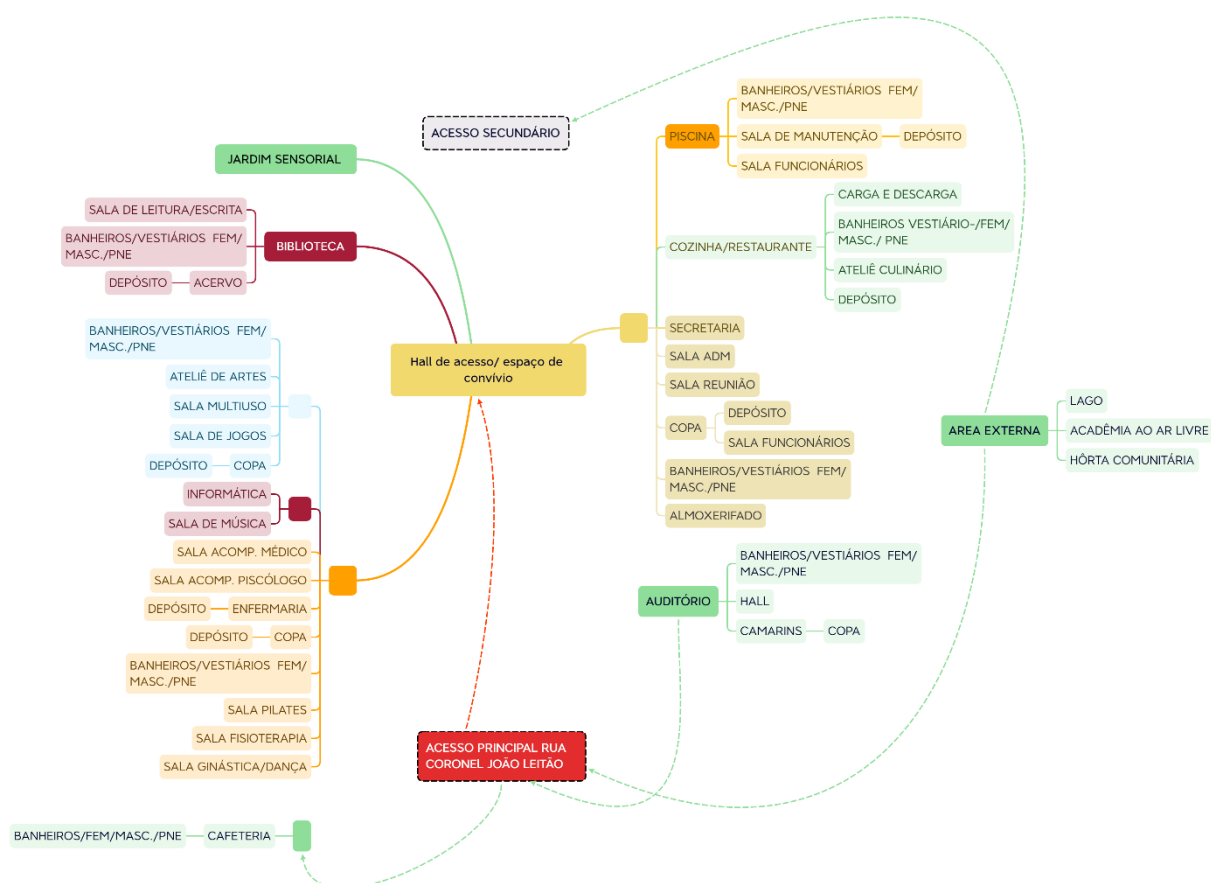 ACESSO SECUNDÁRIO
JARDIM SENSORIAL
SALA DE LEITURA/ESCRITA
BANHEIROS/VESTIÁRIOS FEM/
MASC./PNE
BIBLIOTECA
DEPÓSITO
ACERVO
BANHEIROS/VESTIÁRIOS FEM/
MASC./PNE
ATELIÊ DE ARTES
SALA MULTIUSO
SALA DE JOGOS
DEPÓSITO
COPA
INFORMÁTICA
SALA DE MÚSICA
SALA ACOMP. MÉDICO
SALA ACOMP. PISCÓLOGO
DEPÓSITO
ENFERMARIA
DEPÓSITO
COPA
BANHEIROS/VESTIÁRIOS FEM/
MASC./PNE
SALA PILATES
SALA FISIOTERAPIA
SALA GINÁSTICA/DANÇA
BANHEIROS/FEM/MASC./PNE
CAFETERIA
Hall de acesso/ espaço de
convívio
ACESSO PRINCIPAL RUA
CORONEL JOÃO LEITÃO
PISCINA
BANHEIROS/VESTIÁRIOS FEM/
MASC./PNE
SALA DE MANUTENÇÃO
DEPÓSITO
SALA FUNCIONÁRIOS
COZINHA/RESTAURANTE
CARGA E DESCARGA
BANHEIROS VESTIÁRIO-/FEM/
MASC./ PNE
ATELIÊ CULINÁRIO
DEPÓSITO
SECRETARIA
SALA ADM
SALA REUNIÃO
COPA
DEPÓSITO
SALA FUNCIONÁRIOS
BANHEIROS/VESTIÁRIOS FEM/
MASC./PNE
ALMOXERIFADO
AUDITÓRIO
BANHEIROS/VESTIÁRIOS FEM/
MASC./PNE
HALL
CAMARINS
COPA
AREA EXTERNA
LAGO
ACADÊMIA AO AR LIVRE
HÔRTA COMUNITÁRIA